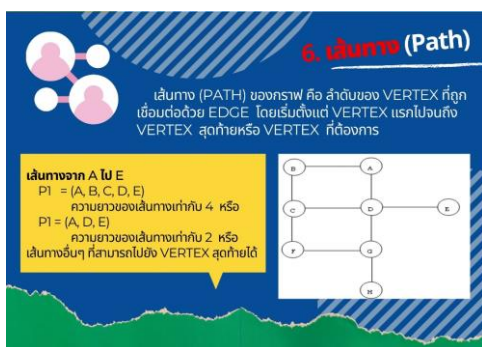 6. เส้นทาง (Path)
เส้นทาง (PATH) ของกราฟ คือ ลำดับของ VERTEX ที่ถูก
เชื่อมต่อด้วย EDGE โดยเริ่มตั้งแต่ VERTEX แรกไปจนถึง
VERTEX สุดท้ายหรือ VERTEX ที่ต้องการ
เส้นทางจาก A ไป E
P1 = (A, B, C, D, E)
ความยาวของเส้นทางเท่ากับ 4 หรือ
P1 = (A, D, E)
ความยาวของเส้นทางเท่ากับ 2 หรือ
เส้นทางอื่นๆ ที่สามารถไปยัง VERTEX สุดท้ายได้
B A
C D E
F G
H